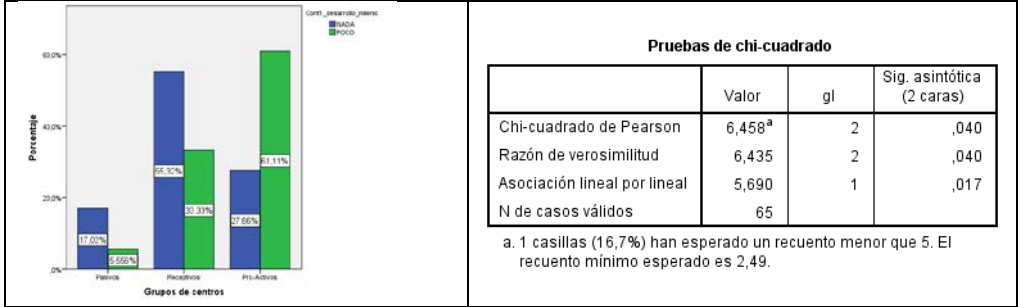 NADA
POCO
60,0%
40,0%
20,0%
,0%
Porcentaje
17,02%
5,556%
55,32%
33,33%
27,66%
61,11%
Pasivos
Receptivos
Pro-Activos
Grupos de centros
Pruebas de chi-cuadrado
Valor gl Sig. asintótica (2 caras)
Chi-cuadrado de Pearson 6,458a 2 ,040
Razón de verosimilitud 6,435 2 ,040
Asociación lineal por lineal 5,690 1 ,017
N de casos válidos 65
a. 1 casillas (16,7%) han esperado un recuento menor que 5. El
recuento mínimo esperado es 2,49.